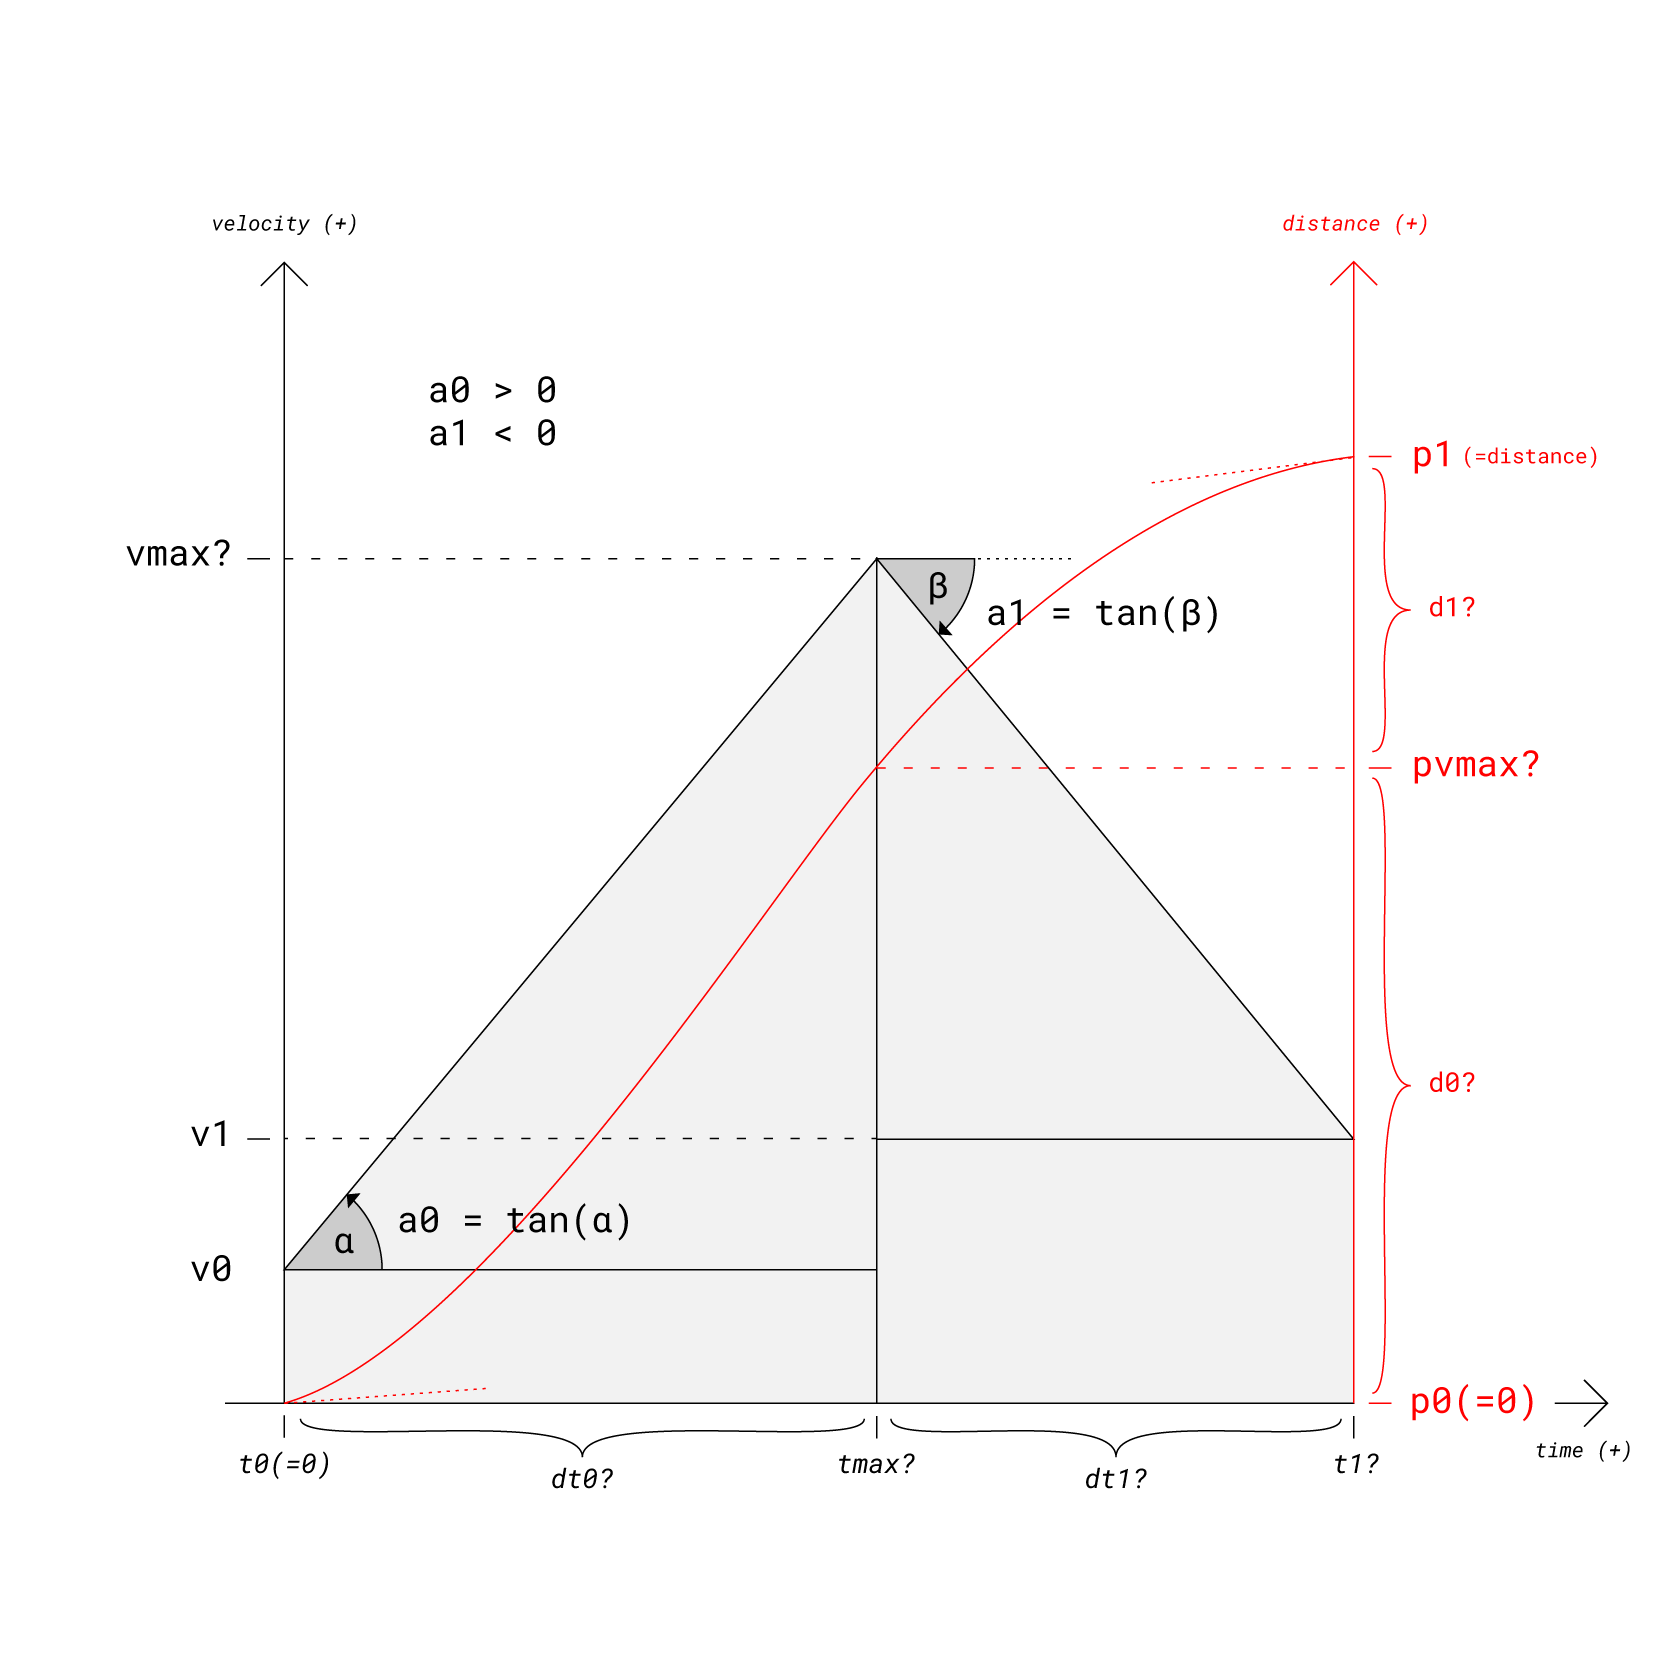 velocity (+)
distance (+)
a0 > 0
a1 < 0
p1 (=distance)
vmax?
β
a1 = tan(β)
d1?
pvmax?
d0?
v1
a0 = tan(α)
α
v0
p0(=0)
time (+)
t0(=0)
dt0?
tmax?
dt1?
t1?